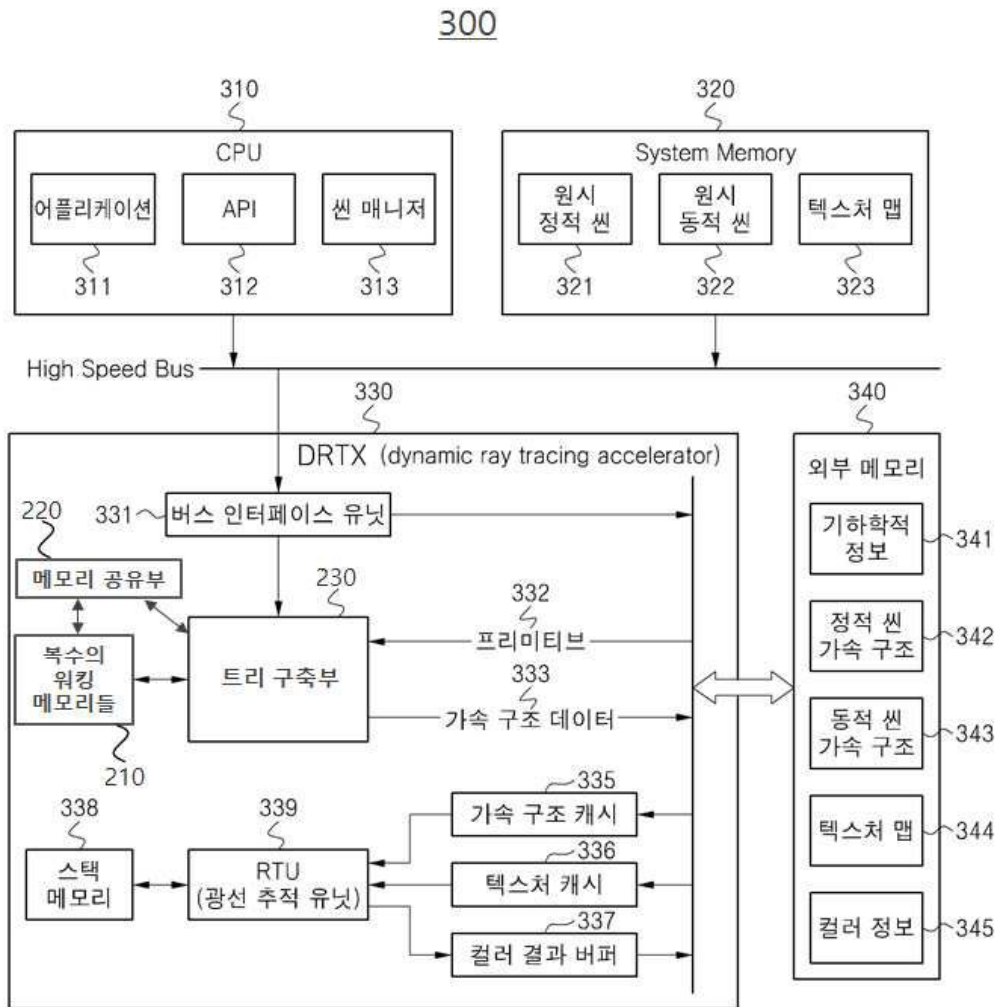 300
310
320
CPU
System Memory
어플리케이션
API
씬 매니저
원시
정적 씬
원시
동적 씬
텍스처 맵
311
312
313
321
322
323
High Speed Bus
330
340
DRTX (dynamic ray tracing accelerator)
외부 메모리
331
버스 인터페이스 유닛
220
메모리 공유부
230
기하학적
정보
341
332
프리미티브
복수의
워킹
메모리들
트리 구축부
정적 씬
가속 구조
342
333
가속 구조 데이터
210
동적 씬
가속 구조
343
338
339
335
가속 구조 캐시
336
텍스처 캐시
스택
메모리
RTU
(광선 추적 유닛)
텍스처 맵
344
337
컬러 결과 버퍼
컬러 정보
345